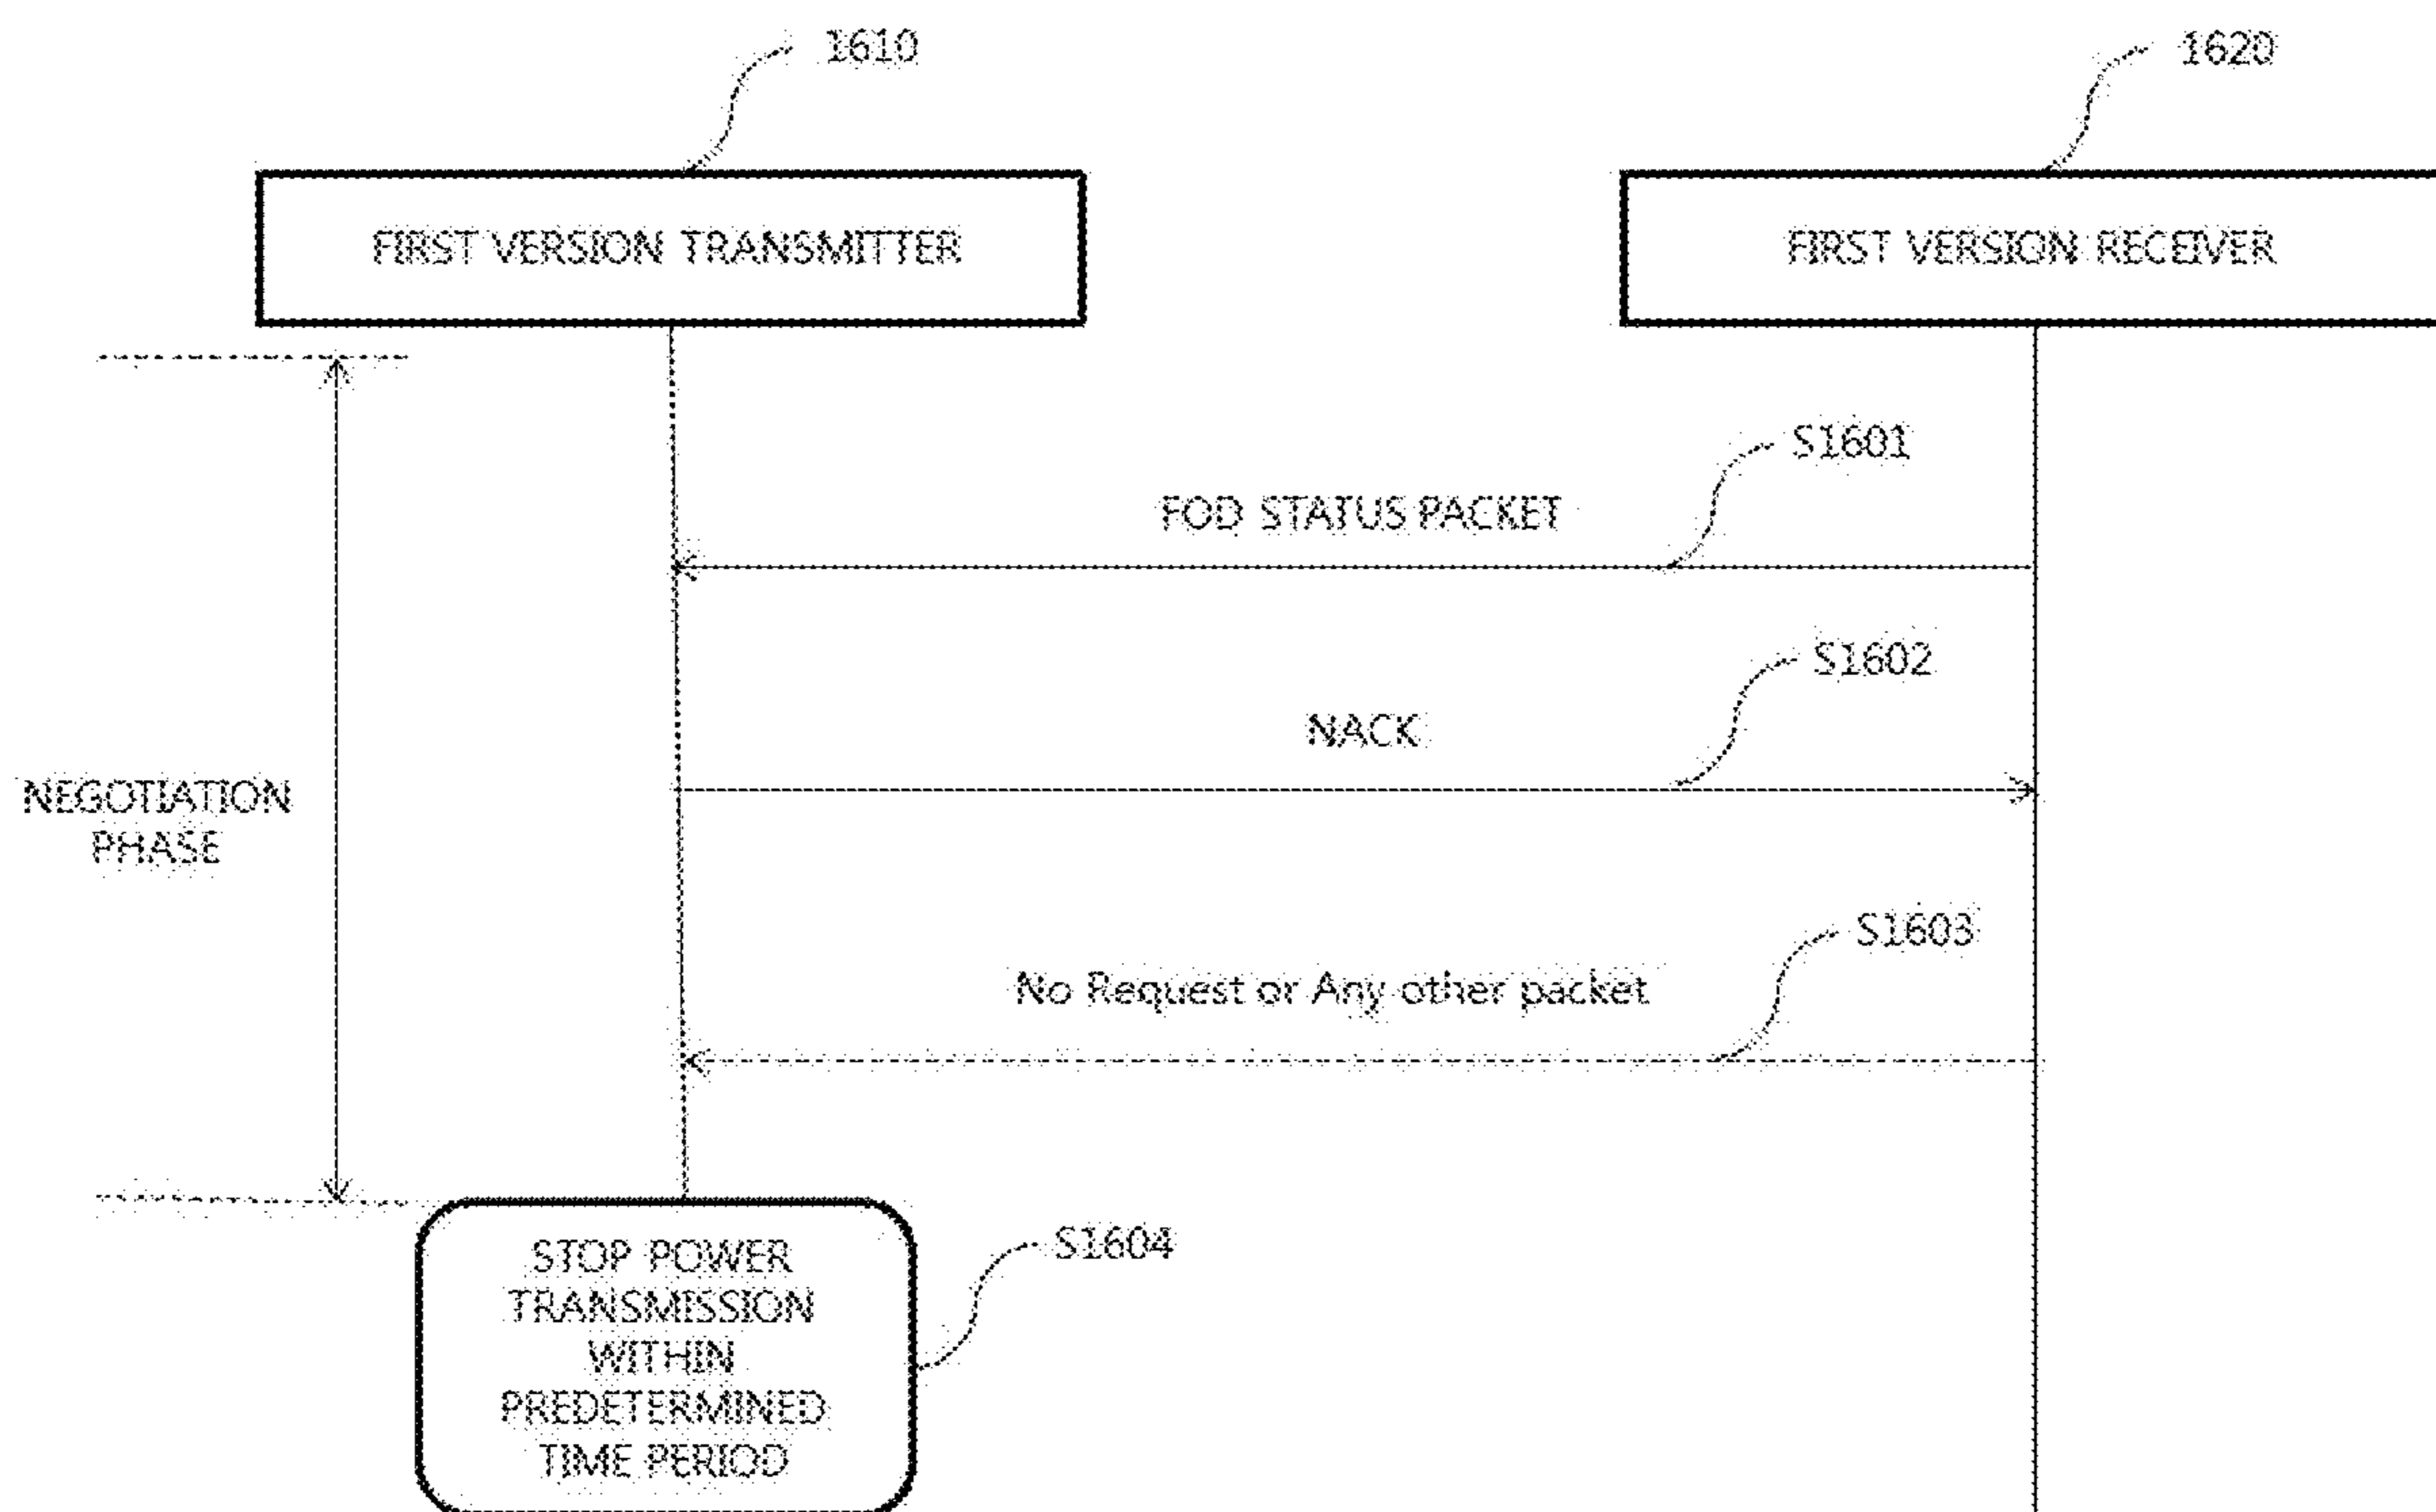 1610
1620
FIRST VERSION TRANSMITTER
FIRST VERSION RECEIVER
S1601
FOD STATUS PACKET
S1602
NACK
NEGOTIATION
PHASE
S1603
No Request or Any other packet
S1604
STOP POWER
TRANSMISSION
WITHIN
PREDETERMINED
TIME PERIOD